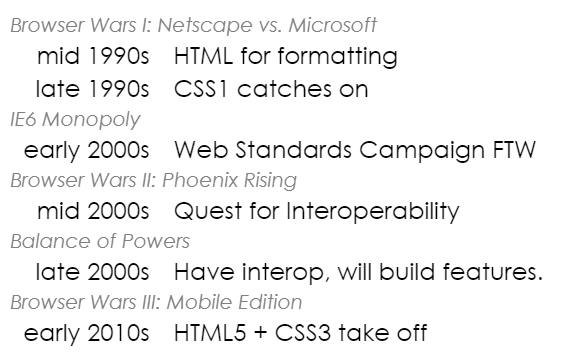 Browser Wars I: Netscape vs. Microsoft
mid 1990s HTML for formatting
late 1990s CSS1 catches on
IE6 Monopoly
early 2000s Web Standards Campaign FTW
Browser Wars II: Phoenix Rising
mid 2000s Quest for Interoperability
Balance of Powers
late 2000s Have interop, will build features.
Browser Wars III: Mobile Edition
early 2010s HTML5 + CSS3 take off